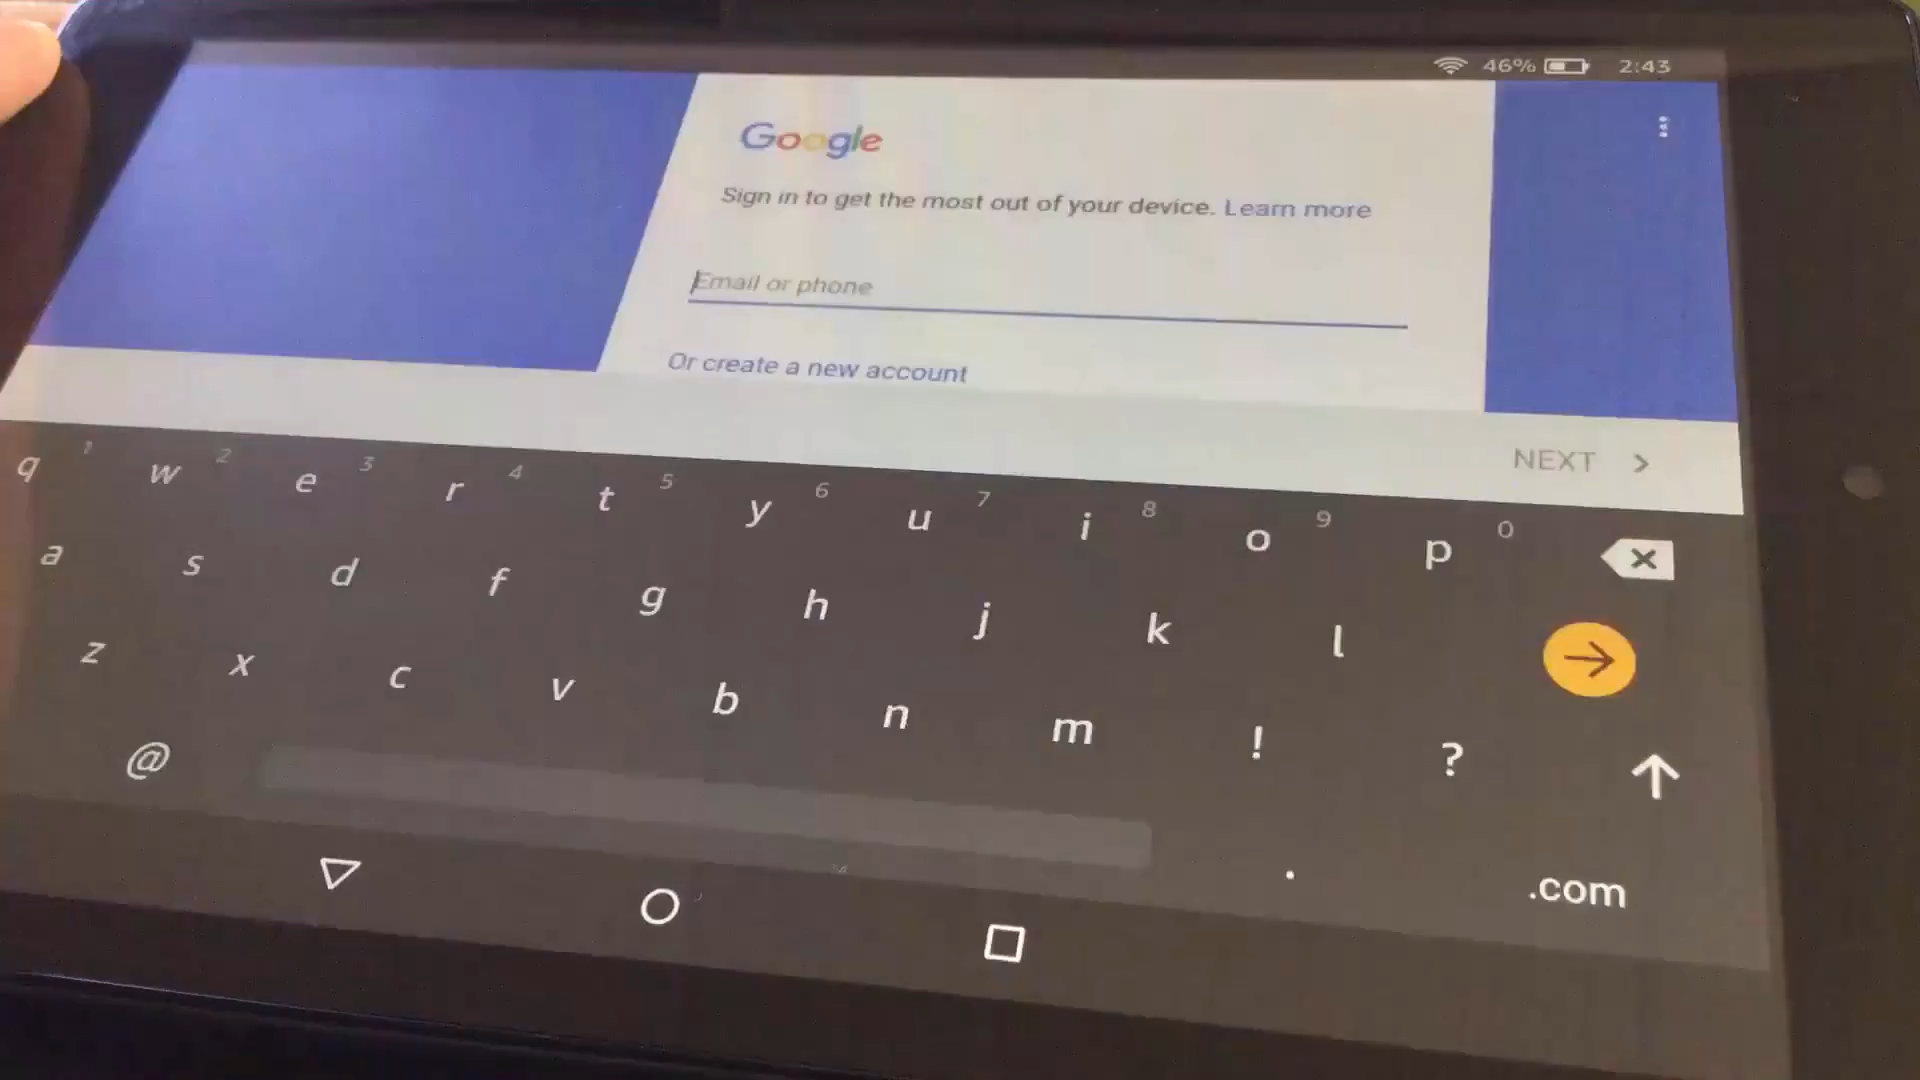 46% 2:43
Google
Sign in to get the most out of your device. Learn more
Email or phone
Or create a new account
NEXT >
q 1 w 2 e 3 r 4 t 5 y 6 u 7 i 8 o 9 p 0
a s d f g h j k l
z x c v b n m ! ?
@ . .com